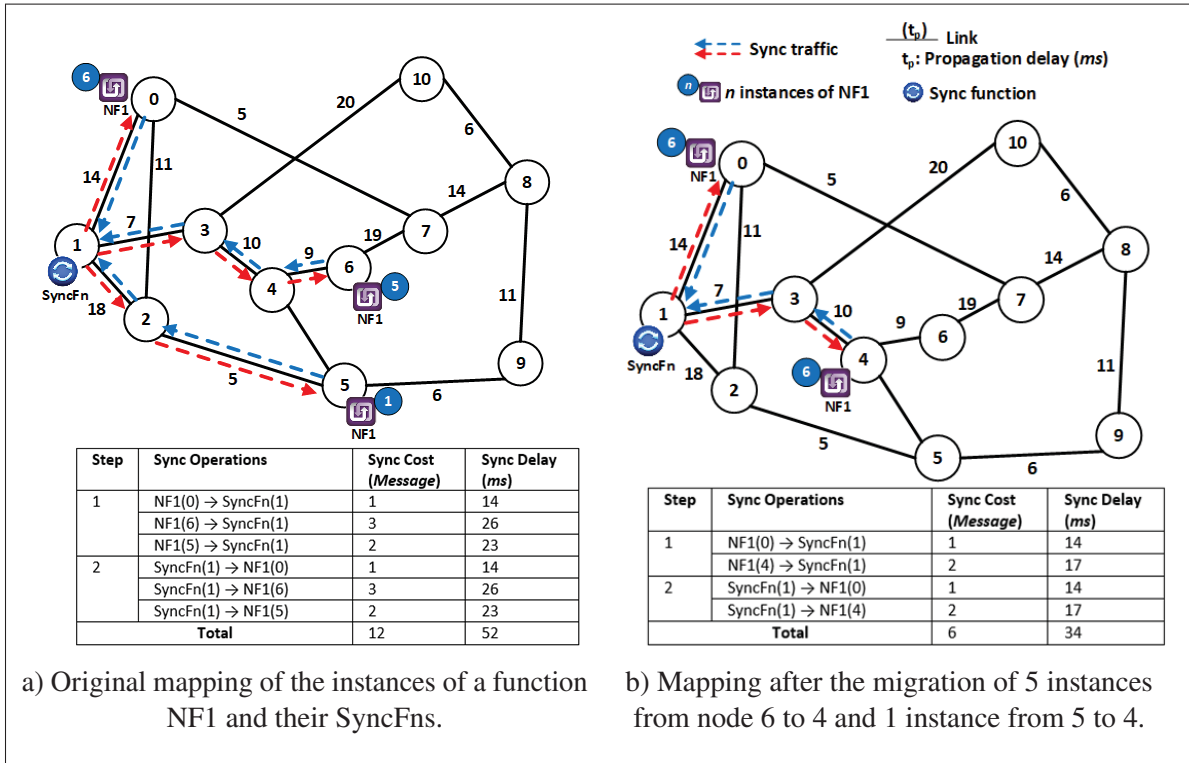 (tp)
Sync traffic
Link
tp: Propagation delay (ms)
n
n instances of NF1
Sync function
6
NF1
0
10
20
5
6
11
14
14
8
7
3
7
1
10
9
19
6
SyncFn
4
5
NF1
18
2
11
5
9
5
1
6
NF1
Step Sync Operations Sync Cost (Message) Sync Delay (ms)
1 NF1(0) → SyncFn(1) 1 14
NF1(6) → SyncFn(1) 3 26
NF1(5) → SyncFn(1) 2 23
2 SyncFn(1) → NF1(0) 1 14
SyncFn(1) → NF1(6) 3 26
SyncFn(1) → NF1(5) 2 23
Total 12 52
a) Original mapping of the instances of a function
NF1 and their SyncFns.
6
NF1
0
10
20
5
6
11
14
14
8
7
3
7
1
10
9
19
6
SyncFn
4
6
NF1
18
2
11
5
9
5
6
Step Sync Operations Sync Cost (Message) Sync Delay (ms)
1 NF1(0) → SyncFn(1) 1 14
NF1(4) → SyncFn(1) 2 17
2 SyncFn(1) → NF1(0) 1 14
SyncFn(1) → NF1(4) 2 17
Total 6 34
b) Mapping after the migration of 5 instances
from node 6 to 4 and 1 instance from 5 to 4.